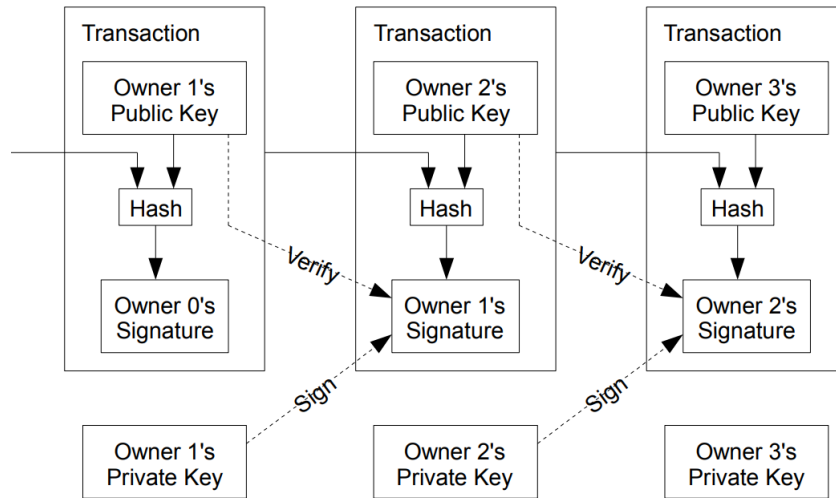 Transaction
Transaction
Transaction
Owner 1's
Public Key
Owner 2's
Public Key
Owner 3's
Public Key
Hash
Hash
Hash
Verify
Verify
Owner 0's
Signature
Owner 1's
Signature
Owner 2's
Signature
Sign
Sign
Owner 1's
Private Key
Owner 2's
Private Key
Owner 3's
Private Key